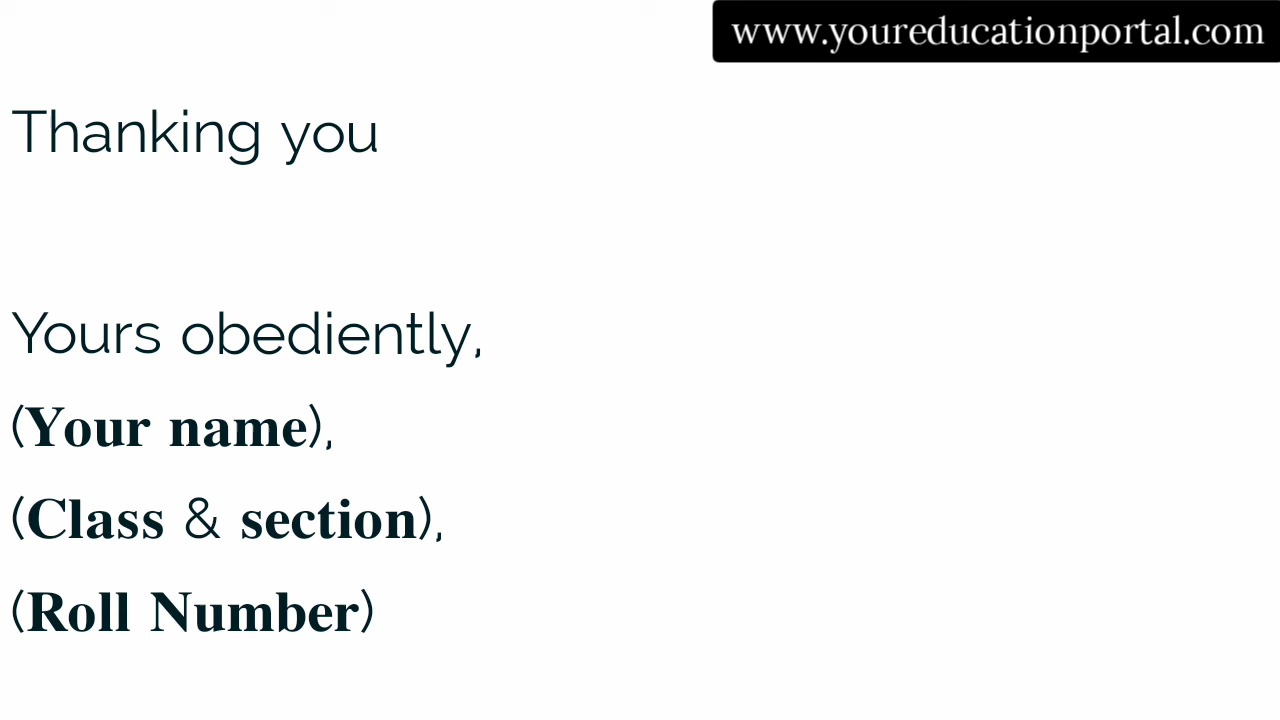 www.youreducationportal.com
Thanking you
Yours obediently,
(Your name),
(Class & section),
(Roll Number)